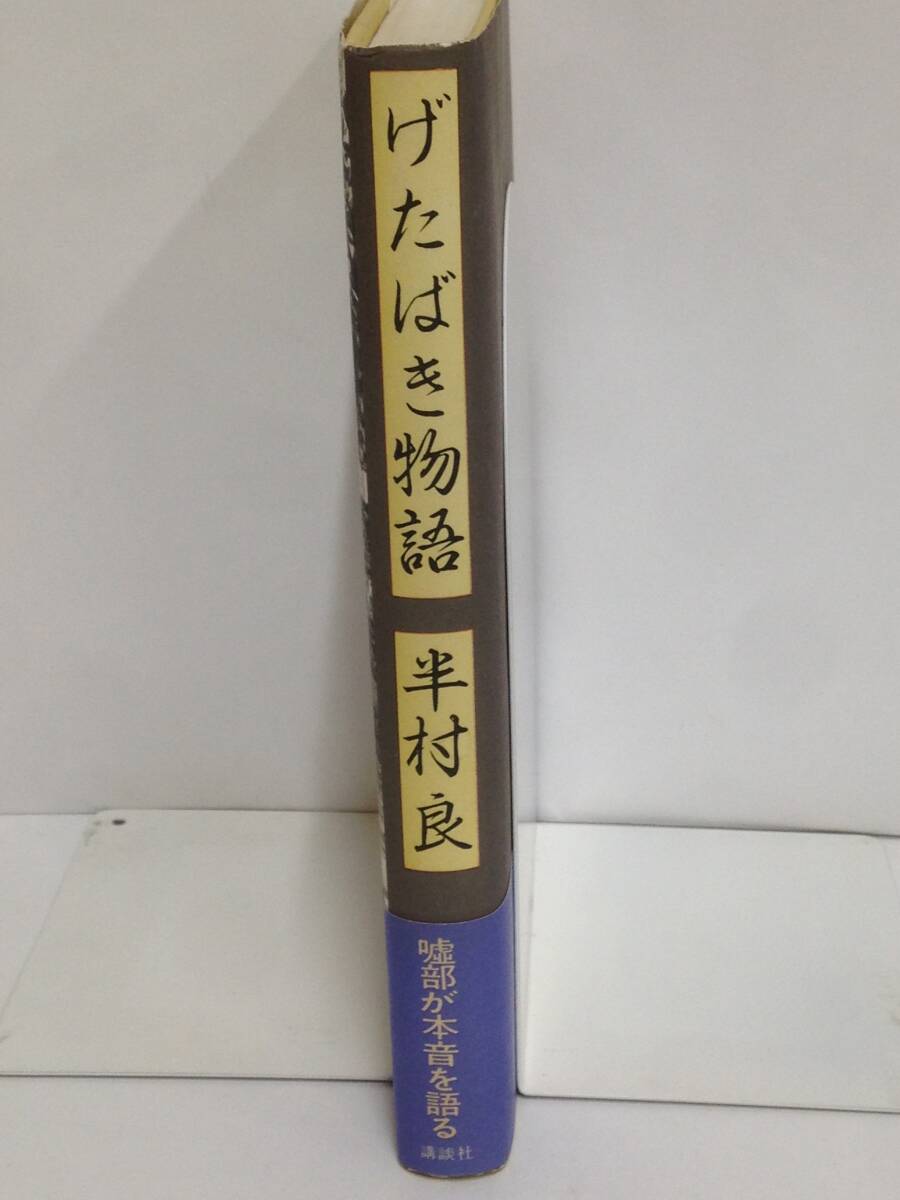 げたばき物語
半村良
嘘部が本音を語る
講談社